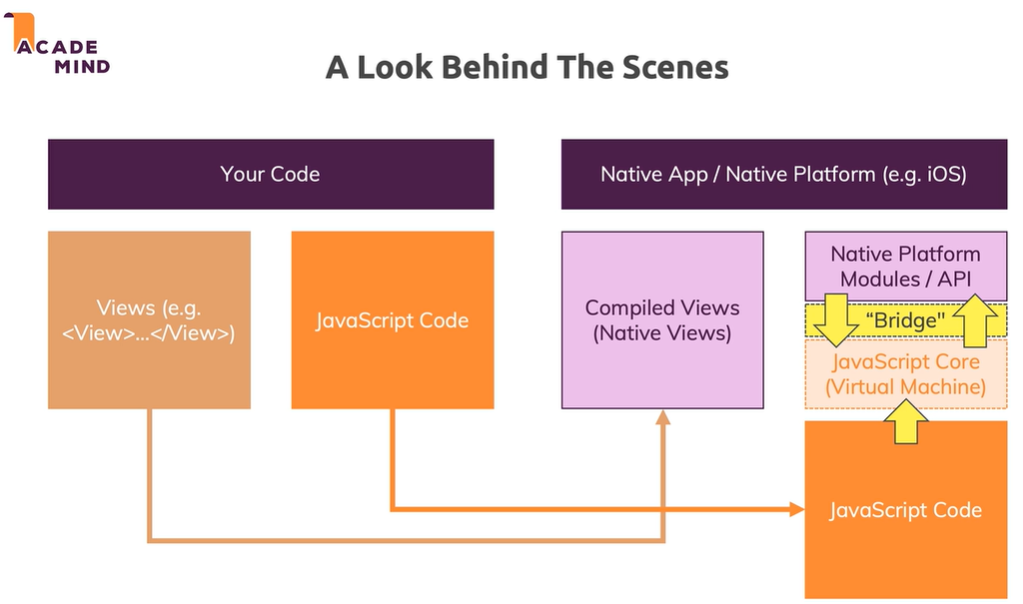 ACADE
MIND
A Look Behind The Scenes
Your Code
Native App / Native Platform (e.g. iOS)
Views (e.g.
<View>...</View>)
JavaScript Code
Compiled Views
(Native Views)
Native Platform
Modules / API
“Bridge"
JavaScript Core
(Virtual Machine)
JavaScript Code